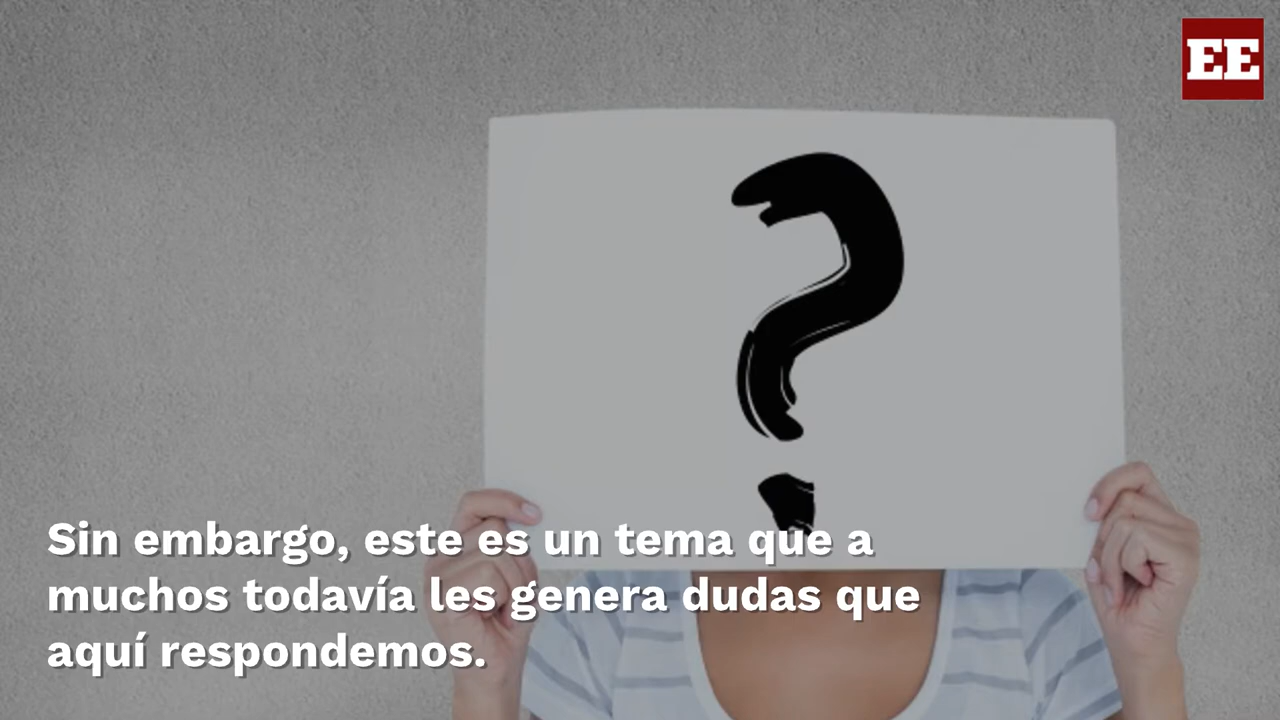 EE
?
Sin embargo, este es un tema que a
muchos todavía les genera dudas que
aquí respondemos.